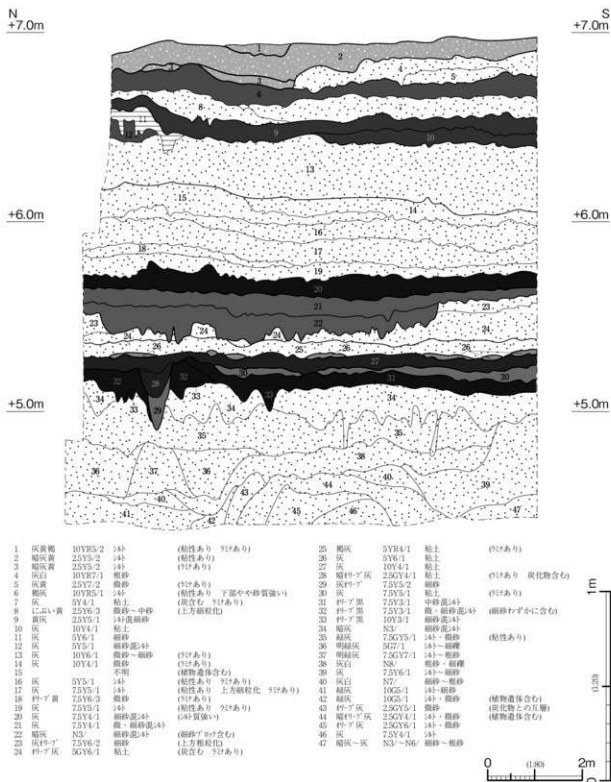 N
S
+7.0m
+7.0m
+6.0m
+6.0m
+5.0m
+5.0m
1 灰黄褐 10YR5/2 シルト (粘性あり ラミナあり)
2 暗灰黄 2.5Y5/2 シルト (ラミナあり)
3 暗灰黄 2.5Y5/2 シルト (ラミナあり)
4 灰白 10YR7/1 粗砂
5 灰黄 2.5Y7/2 微砂 (ラミナあり)
6 褐灰 10YR5/1 シルト (粘性あり 下部やや砂質強い)
7 灰 5Y4/1 粘土 (炭含む ラミナあり)
8 にぶい黄 2.5Y6/3 微砂～中砂 (上方細粒化)
9 黄灰 2.5Y5/1 シルト混細砂
10 灰 10Y4/1 粘土
11 灰 5Y6/1 細砂
12 灰 5Y5/1 細砂混シルト
13 灰 10Y6/1 微砂～細砂 (ラミナあり)
14 灰 10Y4/1 微砂 (ラミナあり)
15 不明 (植物遺体含む)
16 灰 5Y5/1 シルト (粘性あり ラミナあり)
17 灰 7.5Y5/1 シルト (粘性あり 上方細粒化 ラミナあり)
18 オリーブ黄 7.5Y6/3 微砂 (ラミナあり)
19 灰 7.5Y5/1 シルト (粘性あり ラミナあり)
20 灰 7.5Y4/1 細砂混シルト (シルト質強い)
21 灰 7.5Y4/1 微・細砂混シルト
22 暗灰 N3/ 細砂混シルト (細砂ブロック含む)
23 灰オリーブ 7.5Y6/2 細砂 (上方粗粒化)
24 オリーブ灰 5GY6/1 粘土 (炭含む ラミナあり)
25 褐灰 5YR4/1 粘土 (ラミナあり)
26 灰 5Y6/1 粘土
27 灰 10Y4/1 粘土
28 暗オリーブ灰 2.5GY4/1 シルト (ラミナあり 炭化物含む)
29 灰オリーブ 7.5Y5/2 細砂
30 灰 7.5Y5/1 粘土 (ラミナあり)
31 オリーブ黒 7.5Y3/1 中砂混シルト
32 オリーブ黒 7.5Y3/1 微・細砂混シルト (細砂わずかに含む)
33 オリーブ黒 10Y3/1 細砂混シルト
34 暗灰 N3/ 細砂混シルト
35 緑灰 7.5GY5/1 シルト・微砂 (粘性あり)
36 明緑灰 5G7/1 シルト～細礫
37 明緑灰 7.5GY7/1 シルト～粗砂
38 灰白 N8/ 粗砂・細礫
39 灰 7.5Y6/1 シルト～細砂
40 灰白 N7/ 細砂～粗砂
41 緑灰 10G5/1 シルト・細砂
42 緑灰 10G5/1 シルト・微砂 (植物遺体含む)
43 オリーブ灰 2.5GY5/1 微砂 (炭化物との互層)
44 暗オリーブ灰 2.5GY4/1 シルト・微砂 (植物遺体含む)
45 オリーブ灰 2.5GY6/1 シルト・微砂
46 灰 7.5Y4/1 シルト
47 暗灰～灰 N3/～N6/ 細砂～粗砂
1m
(1:20)
0 (1:80) 2m